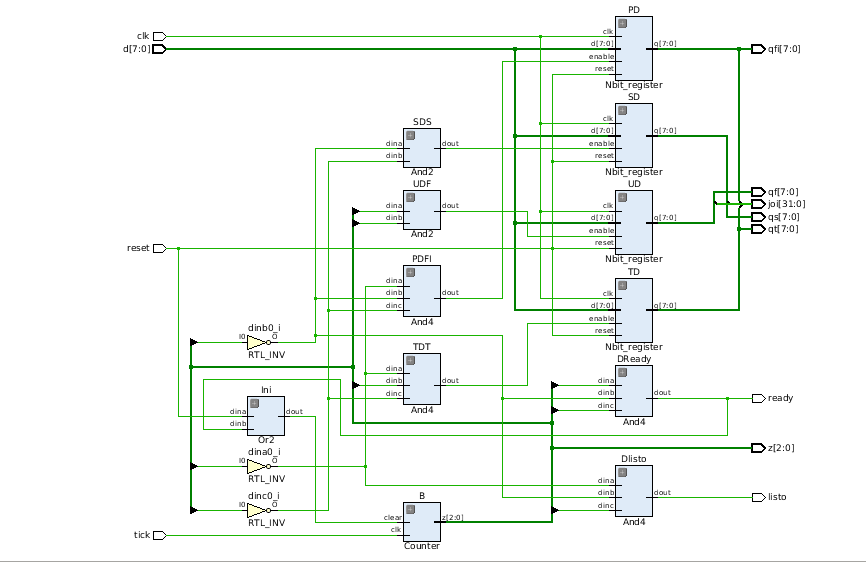 PD
clk
d[7:0]
enable
reset
q[7:0]
Nbit_register
clk
d[7:0]
qfi[7:0]
SD
clk
d[7:0]
enable
reset
q[7:0]
Nbit_register
SDS
dina
dinb
dout
And2
UDF
dina
dinb
dout
And2
UD
clk
d[7:0]
enable
reset
q[7:0]
Nbit_register
qf[7:0]
joi[31:0]
qs[7:0]
qt[7:0]
reset
PDFI
dina
dinb
dinc
dout
And4
TD
clk
d[7:0]
enable
reset
q[7:0]
Nbit_register
dinb0_i
I0
O
RTL_INV
TDT
dina
dinb
dinc
dout
And4
DReady
dina
dinb
dinc
dout
And4
ready
Ini
dina
dinb
dout
Or2
z[2:0]
dina0_i
I0
O
RTL_INV
Dlisto
dina
dinb
dinc
dout
And4
listo
dinc0_i
I0
O
RTL_INV
B
clear
clk
z[2:0]
Counter
tick